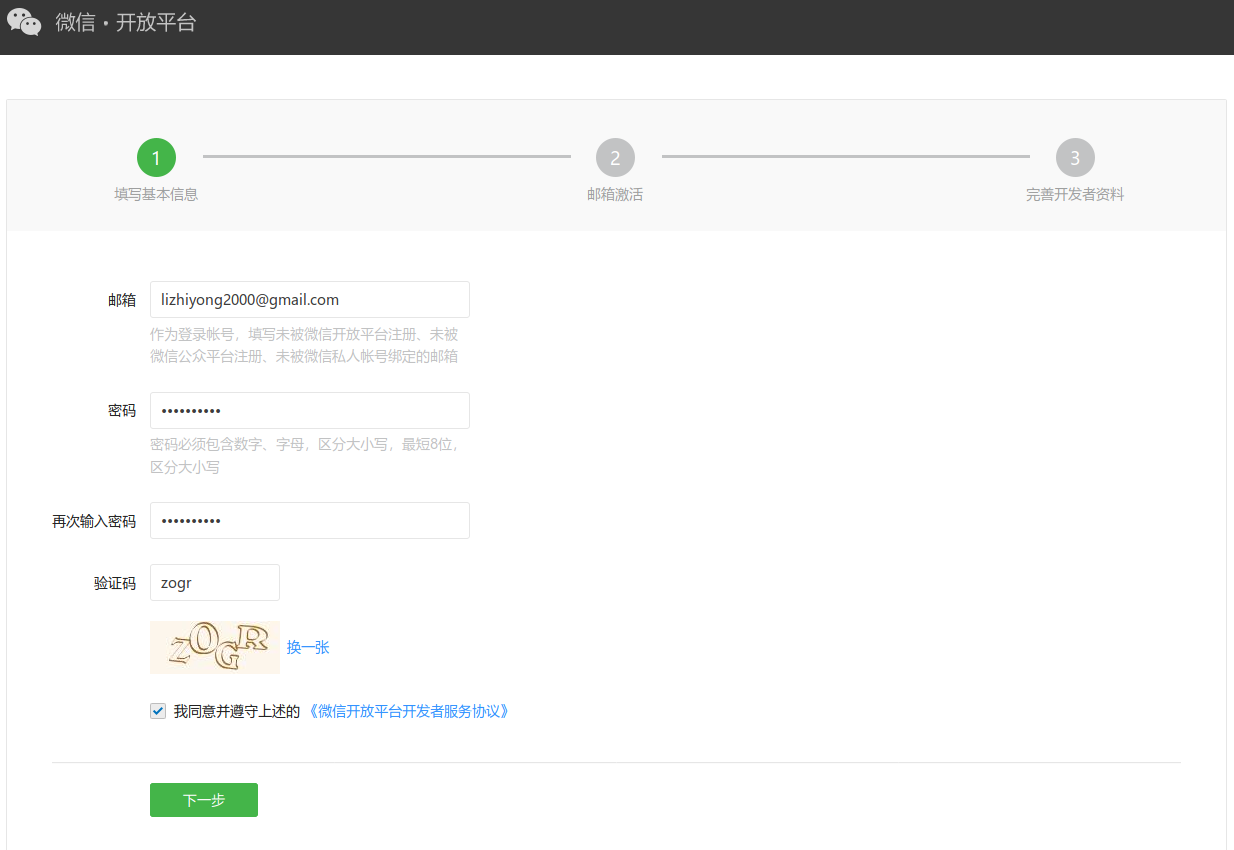 微信·开放平台
1
2
3
填写基本信息
邮箱激活
完善开发者资料
邮箱
lizhiyong2000@gmail.com
作为登录帐号，填写未被微信开放平台注册、未被
微信公众平台注册、未被微信私人帐号绑定的邮箱
密码
••••••••••
密码必须包含数字、字母，区分大小写，最短8位，
区分大小写
再次输入密码
••••••••••
验证码
zogr
ZOGR
换一张
我同意并遵守上述的《微信开放平台开发者服务协议》
下一步